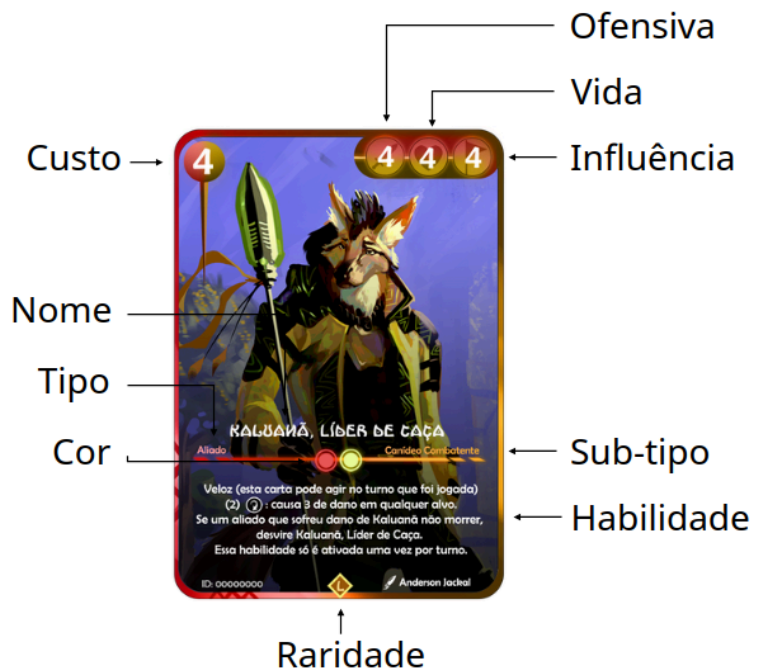 Ofensiva
Vida
Custo
4
4 4 4
Influência
Nome
Tipo
KALUANÃ, LÍDER DE CAÇA
Aliado
Canideo Combatente
Cor
Sub-tipo
Veloz (esta carta pode agir no turno que foi jogada)
(2) : causa 3 de dano em qualquer alvo.
Se um aliado que sofreu dano de Kaluanã não morrer,
desvire Kaluanã, Líder de Caça.
Essa habilidade só é ativada uma vez por turno.
Habilidade
ID: 00000000
L
Anderson Jackal
Raridade